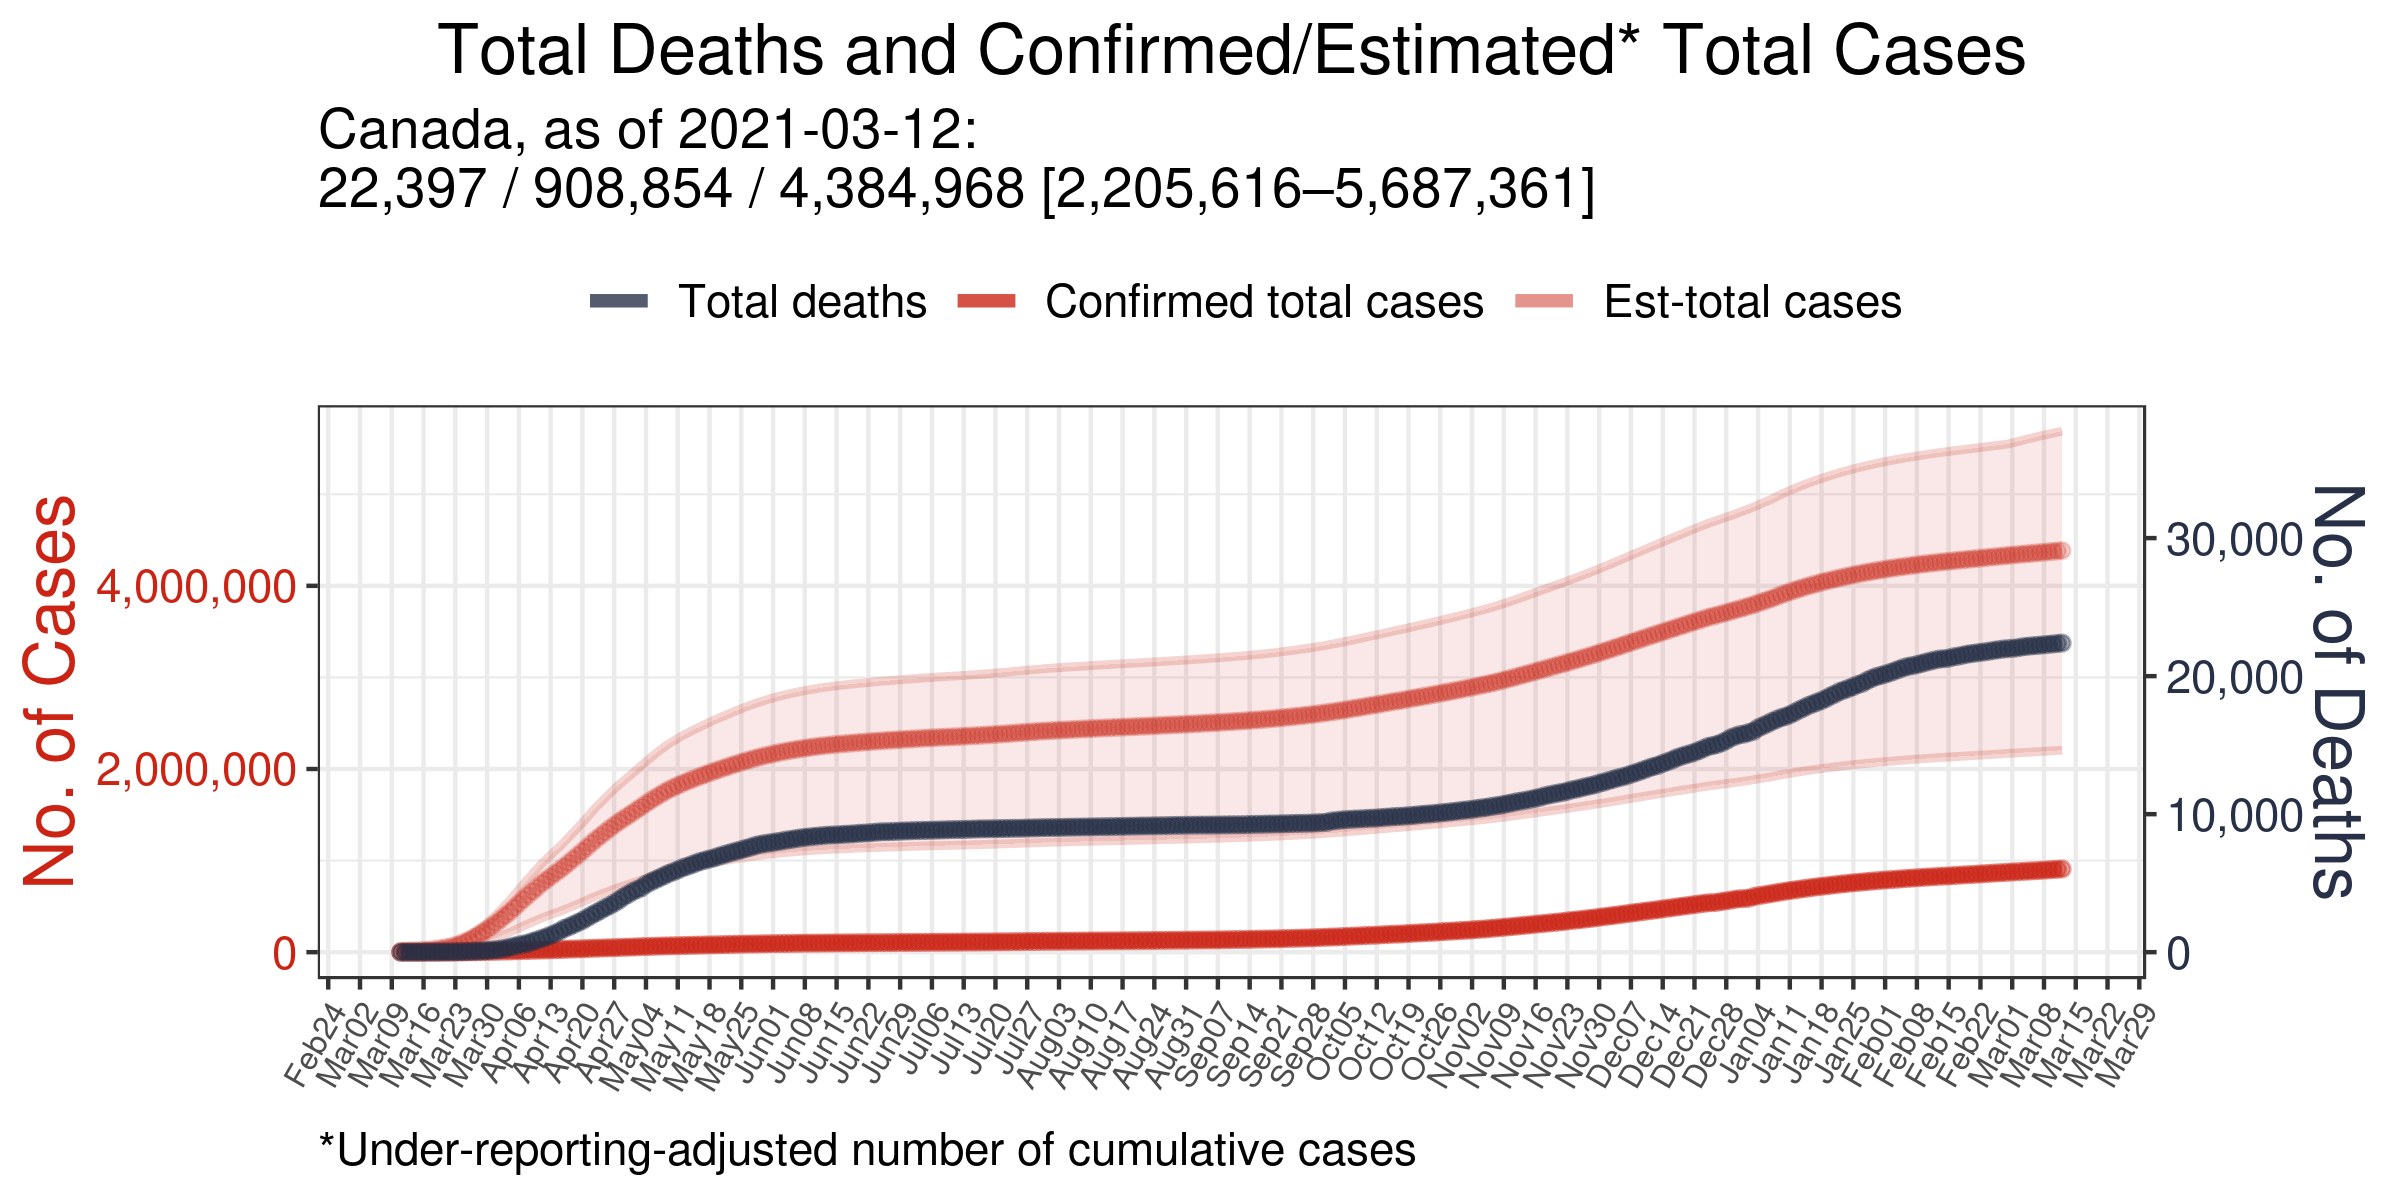 Total Deaths and Confirmed/Estimated* Total Cases
Canada, as of 2021-03-12:
22,397 / 908,854 / 4,384,968 [2,205,616–5,687,361]
Total deaths
Confirmed total cases
Est-total cases
No. of Cases
4,000,000
2,000,000
0
No. of Deaths
30,000
20,000
10,000
0
Feb24
Mar02
Mar09
Mar16
Mar23
Mar30
Apr06
Apr13
Apr20
Apr27
May04
May11
May18
May25
Jun01
Jun08
Jun15
Jun22
Jun29
Jul06
Jul13
Jul20
Jul27
Aug03
Aug10
Aug17
Aug24
Aug31
Sep07
Sep14
Sep21
Sep28
Oct05
Oct12
Oct19
Oct26
Nov02
Nov09
Nov16
Nov23
Nov30
Dec07
Dec14
Dec21
Dec28
Jan04
Jan11
Jan18
Jan25
Feb01
Feb08
Feb15
Feb22
Mar01
Mar08
Mar15
Mar22
Mar29
*Under-reporting-adjusted number of cumulative cases